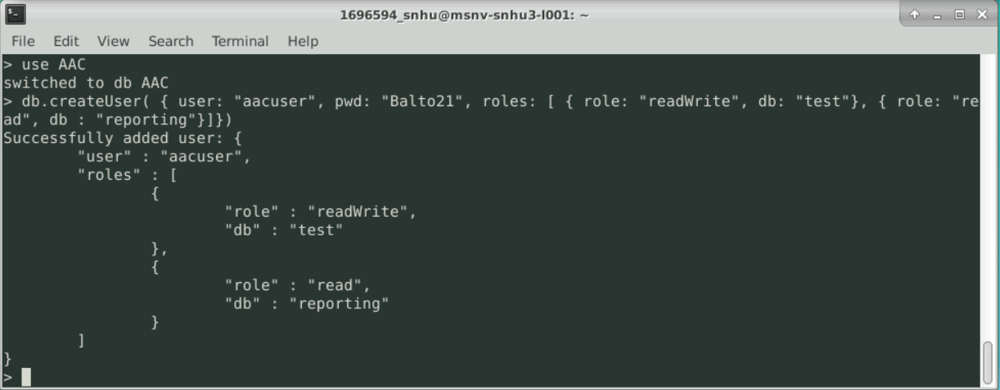 1696594_snhu@msnv-snhu3-l001: ~
File Edit View Search Terminal Help
> use AAC
switched to db AAC
> db.createUser( { user: "aacuser", pwd: "Balto21", roles: [ { role: "readWrite", db: "test"}, { role: "re
ad", db : "reporting"}]})
Successfully added user: {
        "user" : "aacuser",
        "roles" : [
                {
                        "role" : "readWrite",
                        "db" : "test"
                },
                {
                        "role" : "read",
                        "db" : "reporting"
                }
        ]
}
>